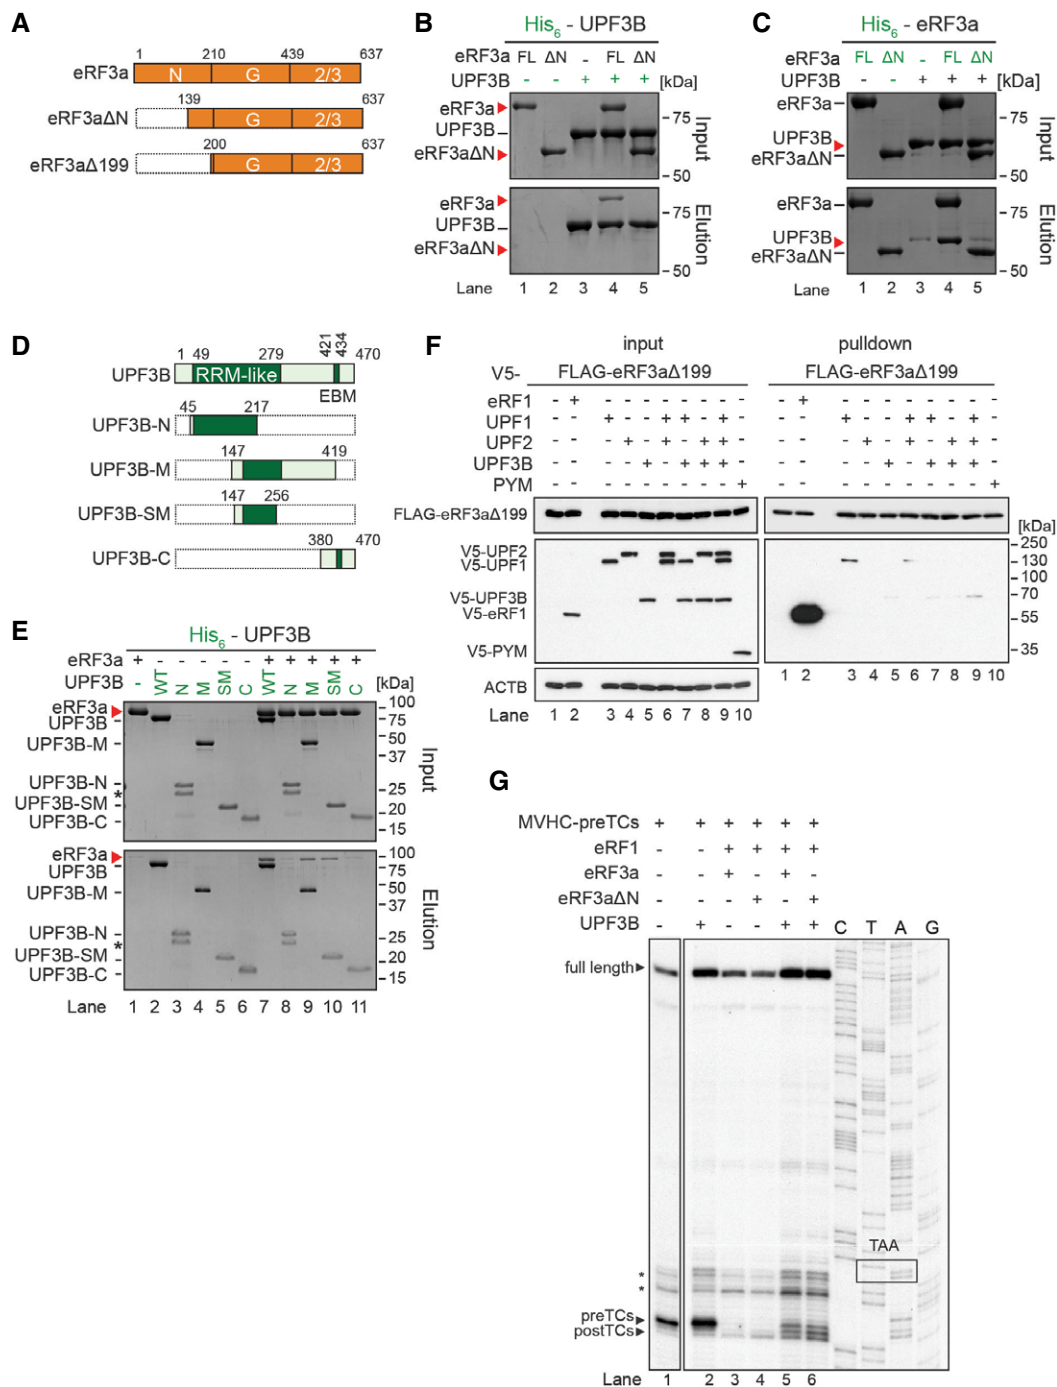 A
1 210 439 637
eRF3a N G 2/3
139 637
eRF3aΔN G 2/3
200 637
eRF3aΔ199 G 2/3
B
His6 - UPF3B
eRF3a FL ΔN - FL ΔN
UPF3B - - + + + [kDa]
eRF3a
UPF3B
eRF3aΔN
- 75
- 50
Input
eRF3a
UPF3B
eRF3aΔN
- 75
- 50
Elution
Lane 1 2 3 4 5
C
His6 - eRF3a
eRF3a FL ΔN - FL ΔN
UPF3B - - + + + [kDa]
eRF3a
UPF3B
eRF3aΔN
- 75
- 50
Input
eRF3a
UPF3B
eRF3aΔN
- 75
- 50
Elution
Lane 1 2 3 4 5
D
1 49 279 421 434 470
UPF3B RRM-like
EBM
45 217
UPF3B-N
147 419
UPF3B-M
147 256
UPF3B-SM
380 470
UPF3B-C
E
His6 - UPF3B
eRF3a + - - - - - + + + + +
UPF3B - WT N M SM C WT N M SM C [kDa]
eRF3a
UPF3B
UPF3B-M
UPF3B-N
*
UPF3B-SM
UPF3B-C
100
75
50
37
25
20
15
Input
eRF3a
UPF3B
UPF3B-M
UPF3B-N
*
UPF3B-SM
UPF3B-C
100
75
50
37
25
20
15
Elution
Lane 1 2 3 4 5 6 7 8 9 10 11
F
input pulldown
V5- FLAG-eRF3aΔ199 FLAG-eRF3aΔ199
eRF1 - + - - - - - - - - - + - - - - - - - -
UPF1 - - + - - + + - + - - - + - - + + - + -
UPF2 - - - + - + - + + - - - - + - + - + + -
UPF3B - - - - + - + + + - - - - - + - + + + -
PYM - - - - - - - - - + - - - - - - - - - +
FLAG-eRF3aΔ199
[kDa]
V5-UPF2
V5-UPF1
V5-UPF3B
V5-eRF1
V5-PYM
250
130
100
70
55
35
ACTB
Lane 1 2 3 4 5 6 7 8 9 10
1 2 3 4 5 6 7 8 9 10
G
MVHC-preTCs + + + + + +
eRF1 - - + + + +
eRF3a - - + - + -
eRF3aΔN - - - + - +
UPF3B - + - - + + C T A G
full length
TAA
*
*
preTCs
postTCs
Lane 1 2 3 4 5 6